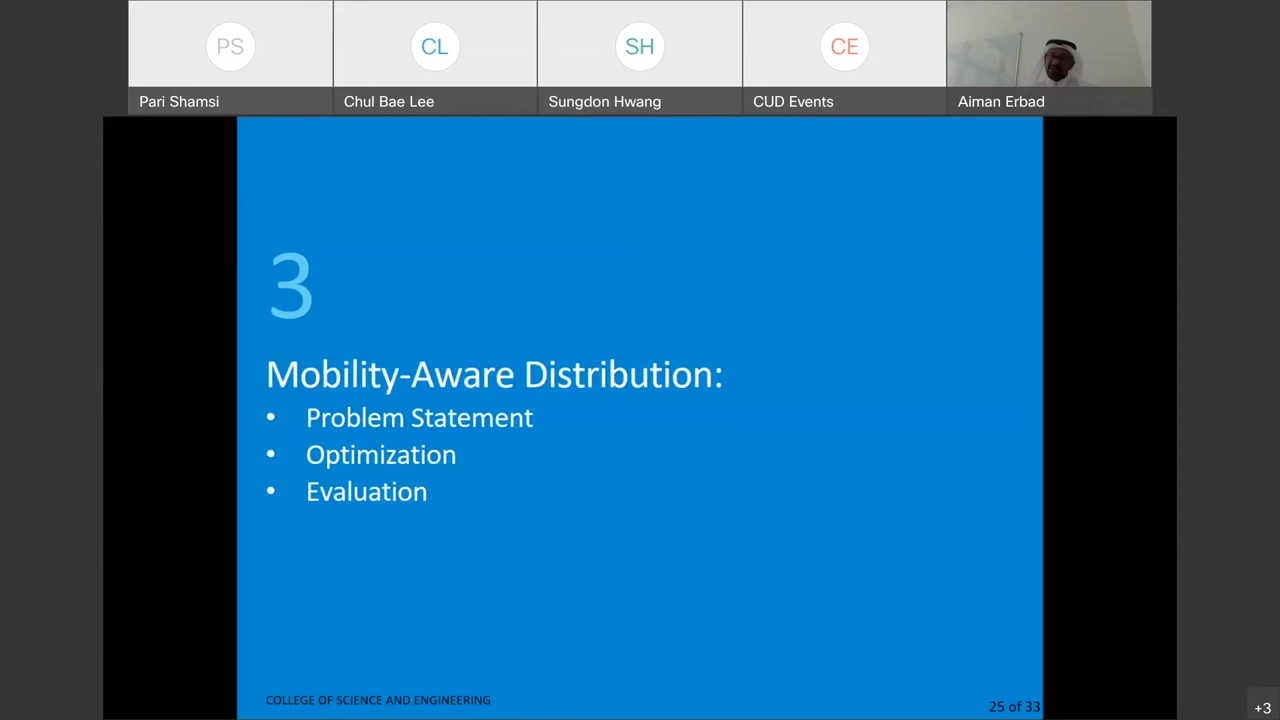 PS
CL
SH
CE
Pari Shamsi
Chul Bae Lee
Sungdon Hwang
CUD Events
Aiman Erbad
3
Mobility-Aware Distribution:
• Problem Statement
• Optimization
• Evaluation
COLLEGE OF SCIENCE AND ENGINEERING
25 of 33
+3